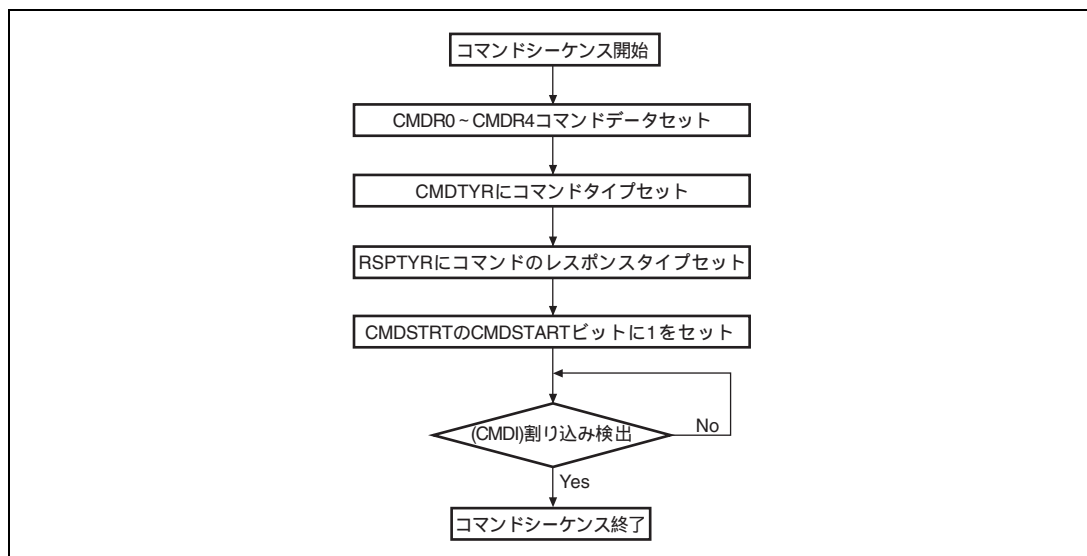 コマンドシーケンス開始
CMDR0~CMDR4コマンドデータセット
CMDTYRにコマンドタイプセット
RSPTYRにコマンドのレスポンスタイプセット
CMDSTRTのCMDSTARTビットに1をセット
(CMDI)割り込み検出
No
Yes
コマンドシーケンス終了